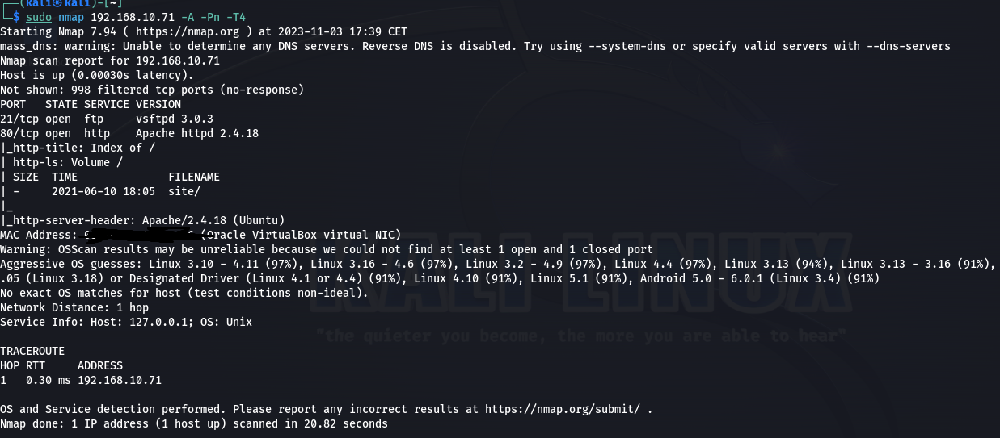 (kali㉿kali)-[~]
$ sudo nmap 192.168.10.71 -A -Pn -T4
Starting Nmap 7.94 ( https://nmap.org ) at 2023-11-03 17:39 CET
mass_dns: warning: Unable to determine any DNS servers. Reverse DNS is disabled. Try using --system-dns or specify valid servers with --dns-servers
Nmap scan report for 192.168.10.71
Host is up (0.00030s latency).
Not shown: 998 filtered tcp ports (no-response)
PORT   STATE SERVICE VERSION
21/tcp open  ftp     vsftpd 3.0.3
80/tcp open  http    Apache httpd 2.4.18
|_http-title: Index of /
| http-ls: Volume /
| SIZE  TIME              FILENAME
| -     2021-06-10 18:05  site/
|_
|_http-server-header: Apache/2.4.18 (Ubuntu)
MAC Address: (Oracle VirtualBox virtual NIC)
Warning: OSScan results may be unreliable because we could not find at least 1 open and 1 closed port
Aggressive OS guesses: Linux 3.10 - 4.11 (97%), Linux 3.16 - 4.6 (97%), Linux 3.2 - 4.9 (97%), Linux 4.4 (97%), Linux 3.13 (94%), Linux 3.13 - 3.16 (91%),
.05 (Linux 3.18) or Designated Driver (Linux 4.1 or 4.4) (91%), Linux 4.10 (91%), Linux 5.1 (91%), Android 5.0 - 6.0.1 (Linux 3.4) (91%)
No exact OS matches for host (test conditions non-ideal).
Network Distance: 1 hop
Service Info: Host: 127.0.0.1; OS: Unix
KALI LINUX
"the quieter you become, the more you are able to hear"
TRACEROUTE
HOP RTT     ADDRESS
1   0.30 ms 192.168.10.71
OS and Service detection performed. Please report any incorrect results at https://nmap.org/submit/ .
Nmap done: 1 IP address (1 host up) scanned in 20.82 seconds